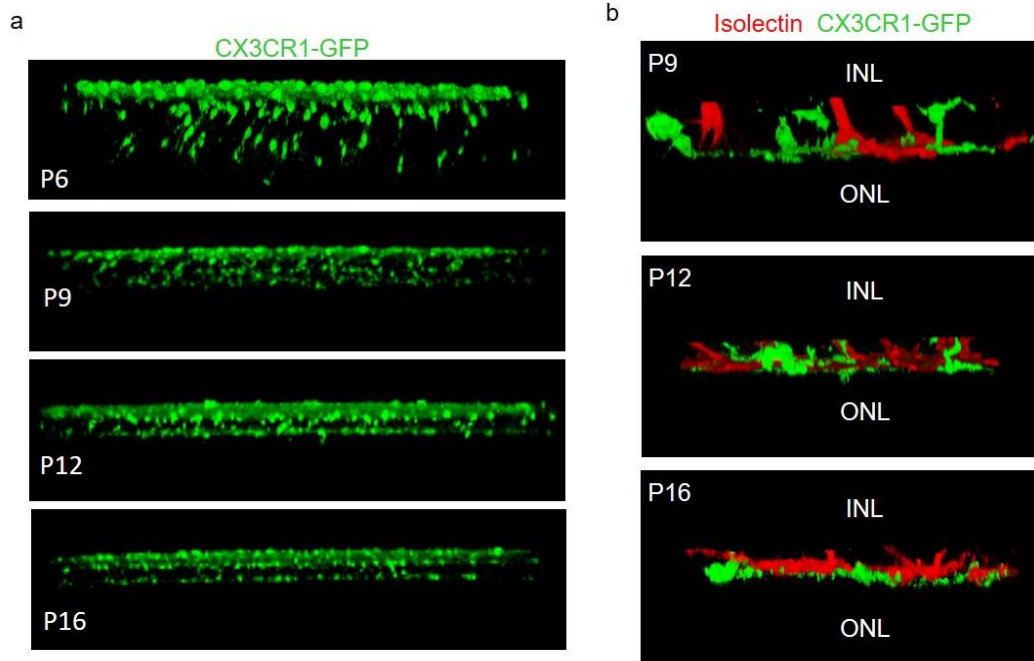 a
CX3CR1-GFP
P6
P9
P12
P16
b
Isolectin CX3CR1-GFP
P9
INL
ONL
P12
INL
ONL
P16
INL
ONL